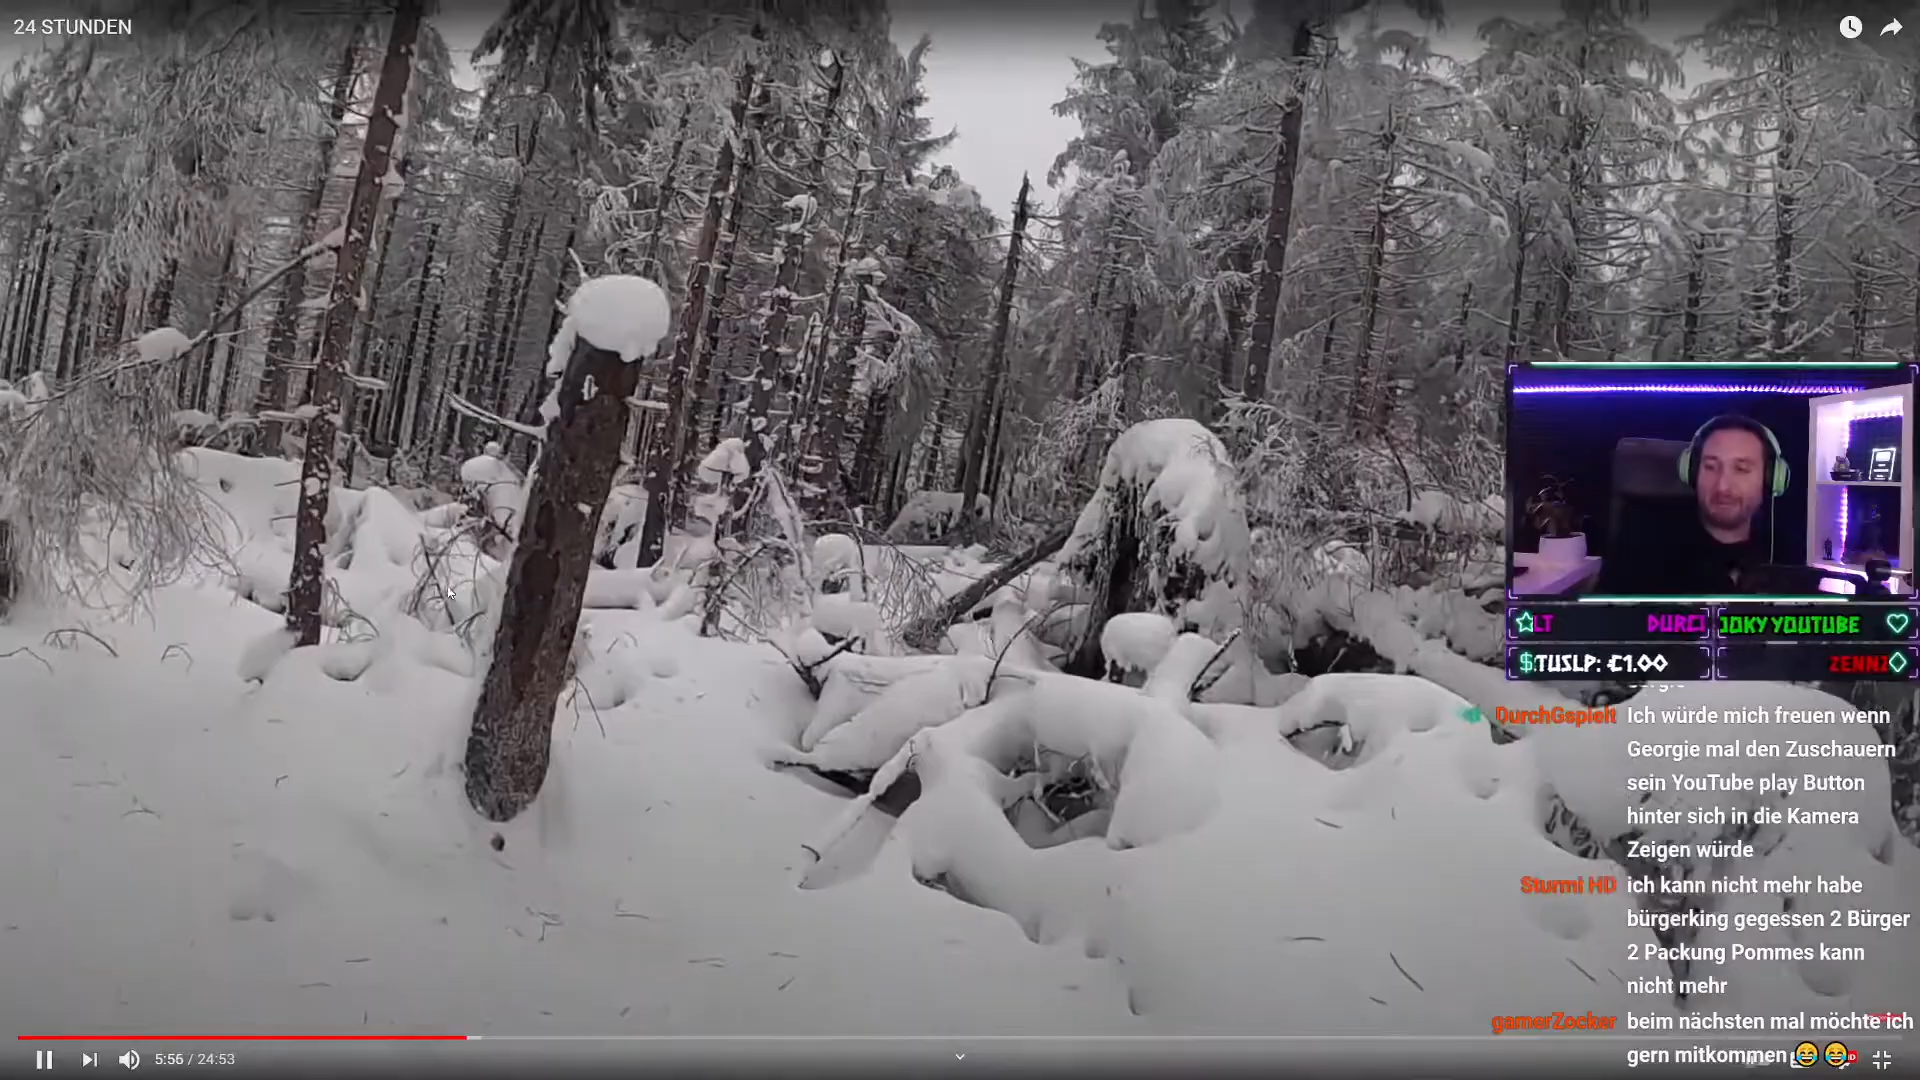 24 STUNDEN
LT DURCI
JOKY YOUTUBE
$TUSLP: €1.00
ZENNZ
DurchGspielt Ich würde mich freuen wenn
Georgie mal den Zuschauern
sein YouTube play Button
hinter sich in die Kamera
Zeigen würde
Sturmi HD ich kann nicht mehr habe
bürgerking gegessen 2 Bürger
2 Packung Pommes kann
nicht mehr
gamerZocker beim nächsten mal möchte ich
gern mitkommen 😂 😂
5:56 / 24:53